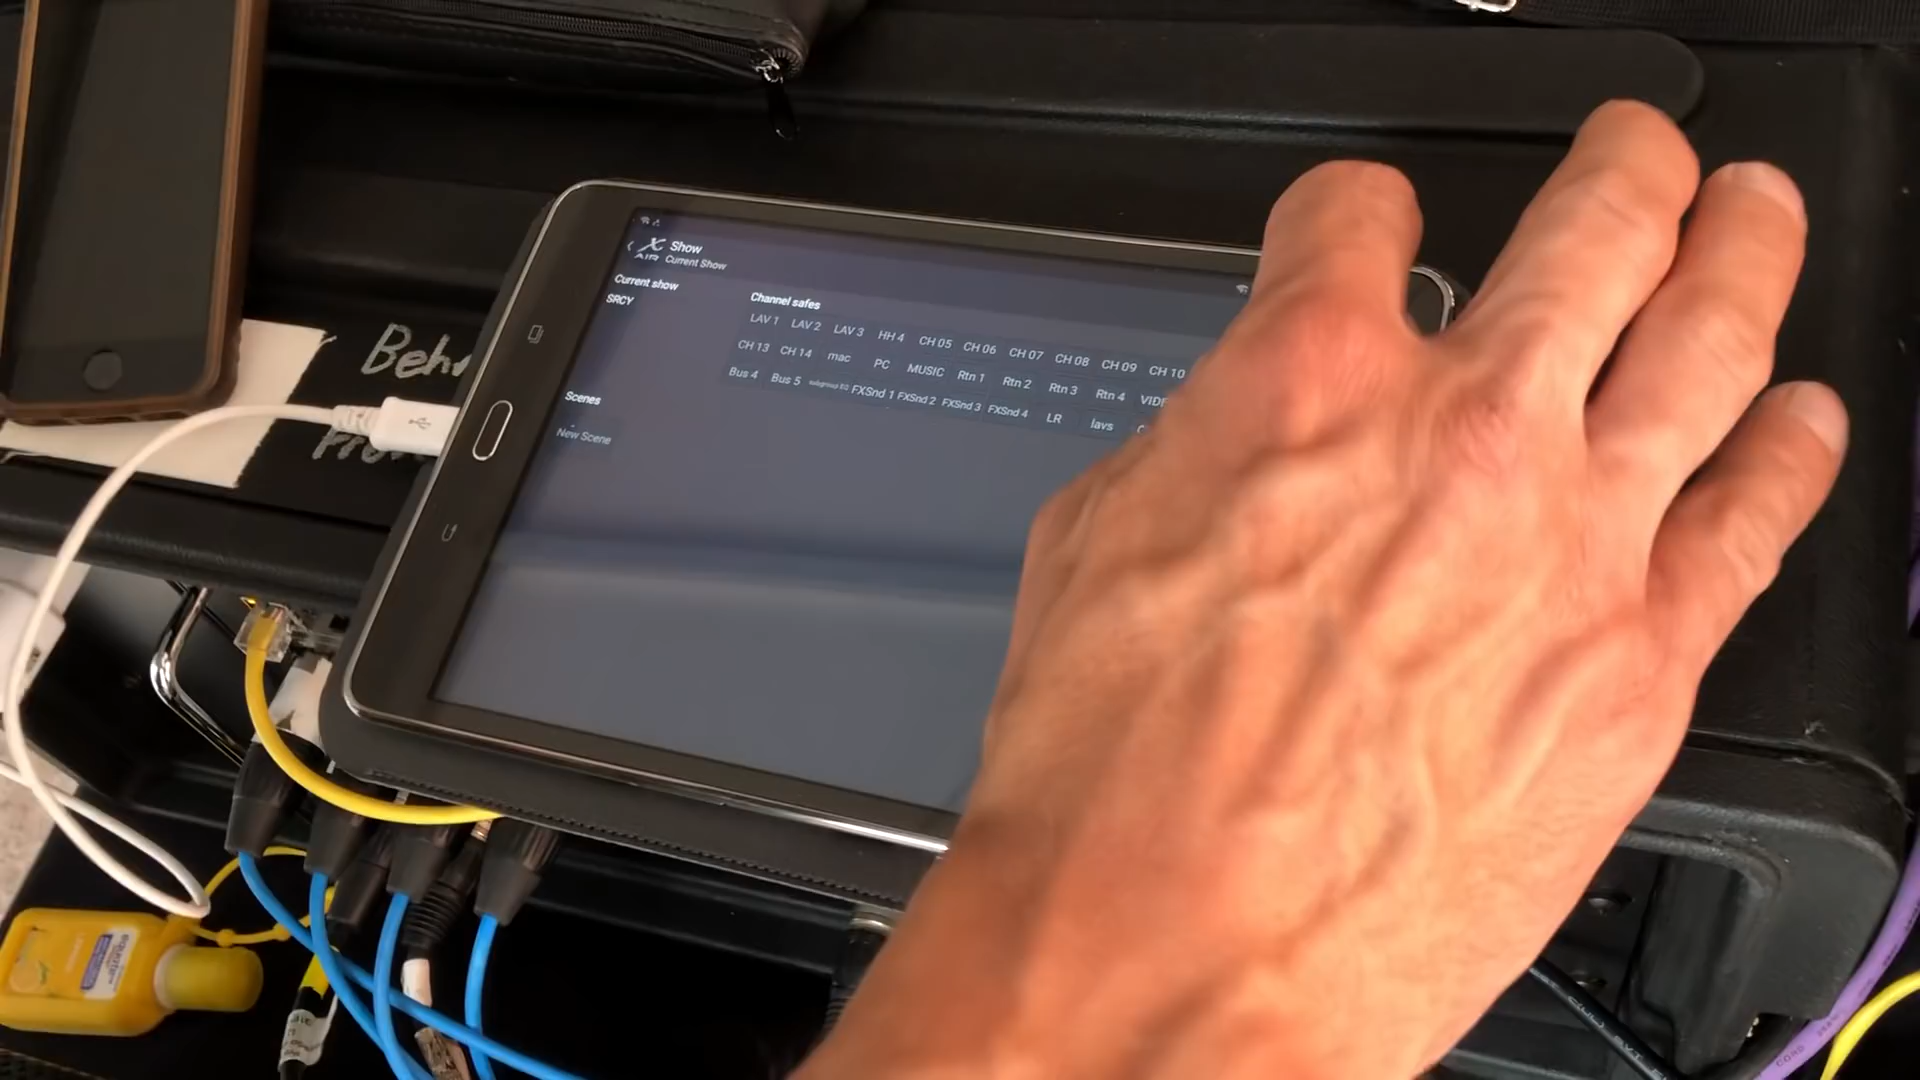 X AIR Show
Current Show
Current show
SRCY
Channel safes
LAV 1 LAV 2 LAV 3 HH 4 CH 05 CH 06 CH 07 CH 08 CH 09 CH 10
CH 13 CH 14 mac PC MUSIC Rtn 1 Rtn 2 Rtn 3 Rtn 4
Bus 4 Bus 5 subgroup EQ FXSnd 1 FXSnd 2 FXSnd 3 FXSnd 4 LR lavs
Scenes
New Scene
equate